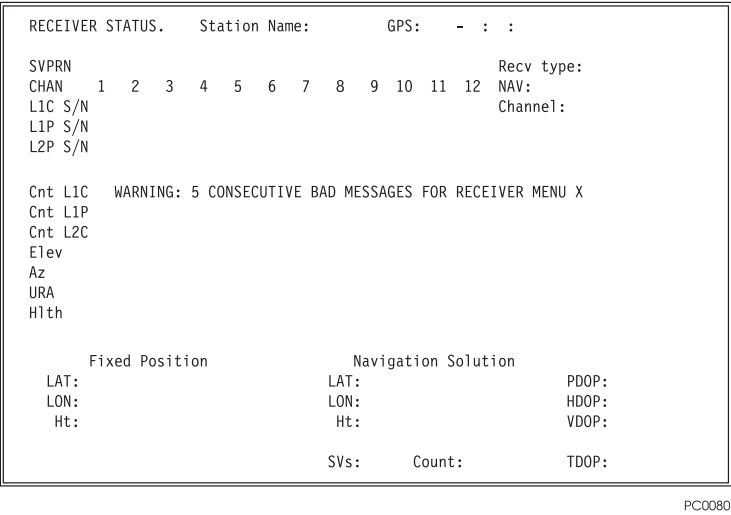 RECEIVER STATUS. Station Name: GPS: - : :
SVPRN Recv type:
CHAN 1 2 3 4 5 6 7 8 9 10 11 12 NAV:
L1C S/N Channel:
L1P S/N
L2P S/N
Cnt L1C WARNING: 5 CONSECUTIVE BAD MESSAGES FOR RECEIVER MENU X
Cnt L1P
Cnt L2C
Elev
Az
URA
Hlth
Fixed Position Navigation Solution
LAT: LAT: PDOP:
LON: LON: HDOP:
Ht: Ht: VDOP:
SVs: Count: TDOP:
PC0080